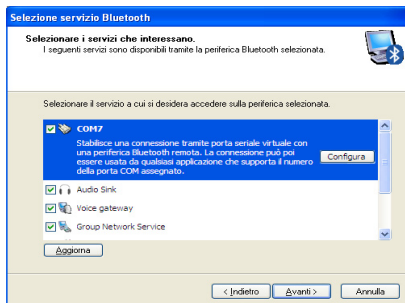 Selezione servizio Bluetooth
Selezionare i servizi che interessano.
I seguenti servizi sono disponibili tramite la periferica Bluetooth selezionata.
Selezionare il servizio a cui si desidera accedere sulla periferica selezionata.
COM7
Stabilisce una connessione tramite porta seriale virtuale con
una periferica Bluetooth remota. La connessione può poi
essere usata da qualsiasi applicazione che supporta il numero
della porta COM assegnato.
Configura
Audio Sink
Voice gateway
Group Network Service
Aggiorna
< Indietro
Avanti >
Annulla